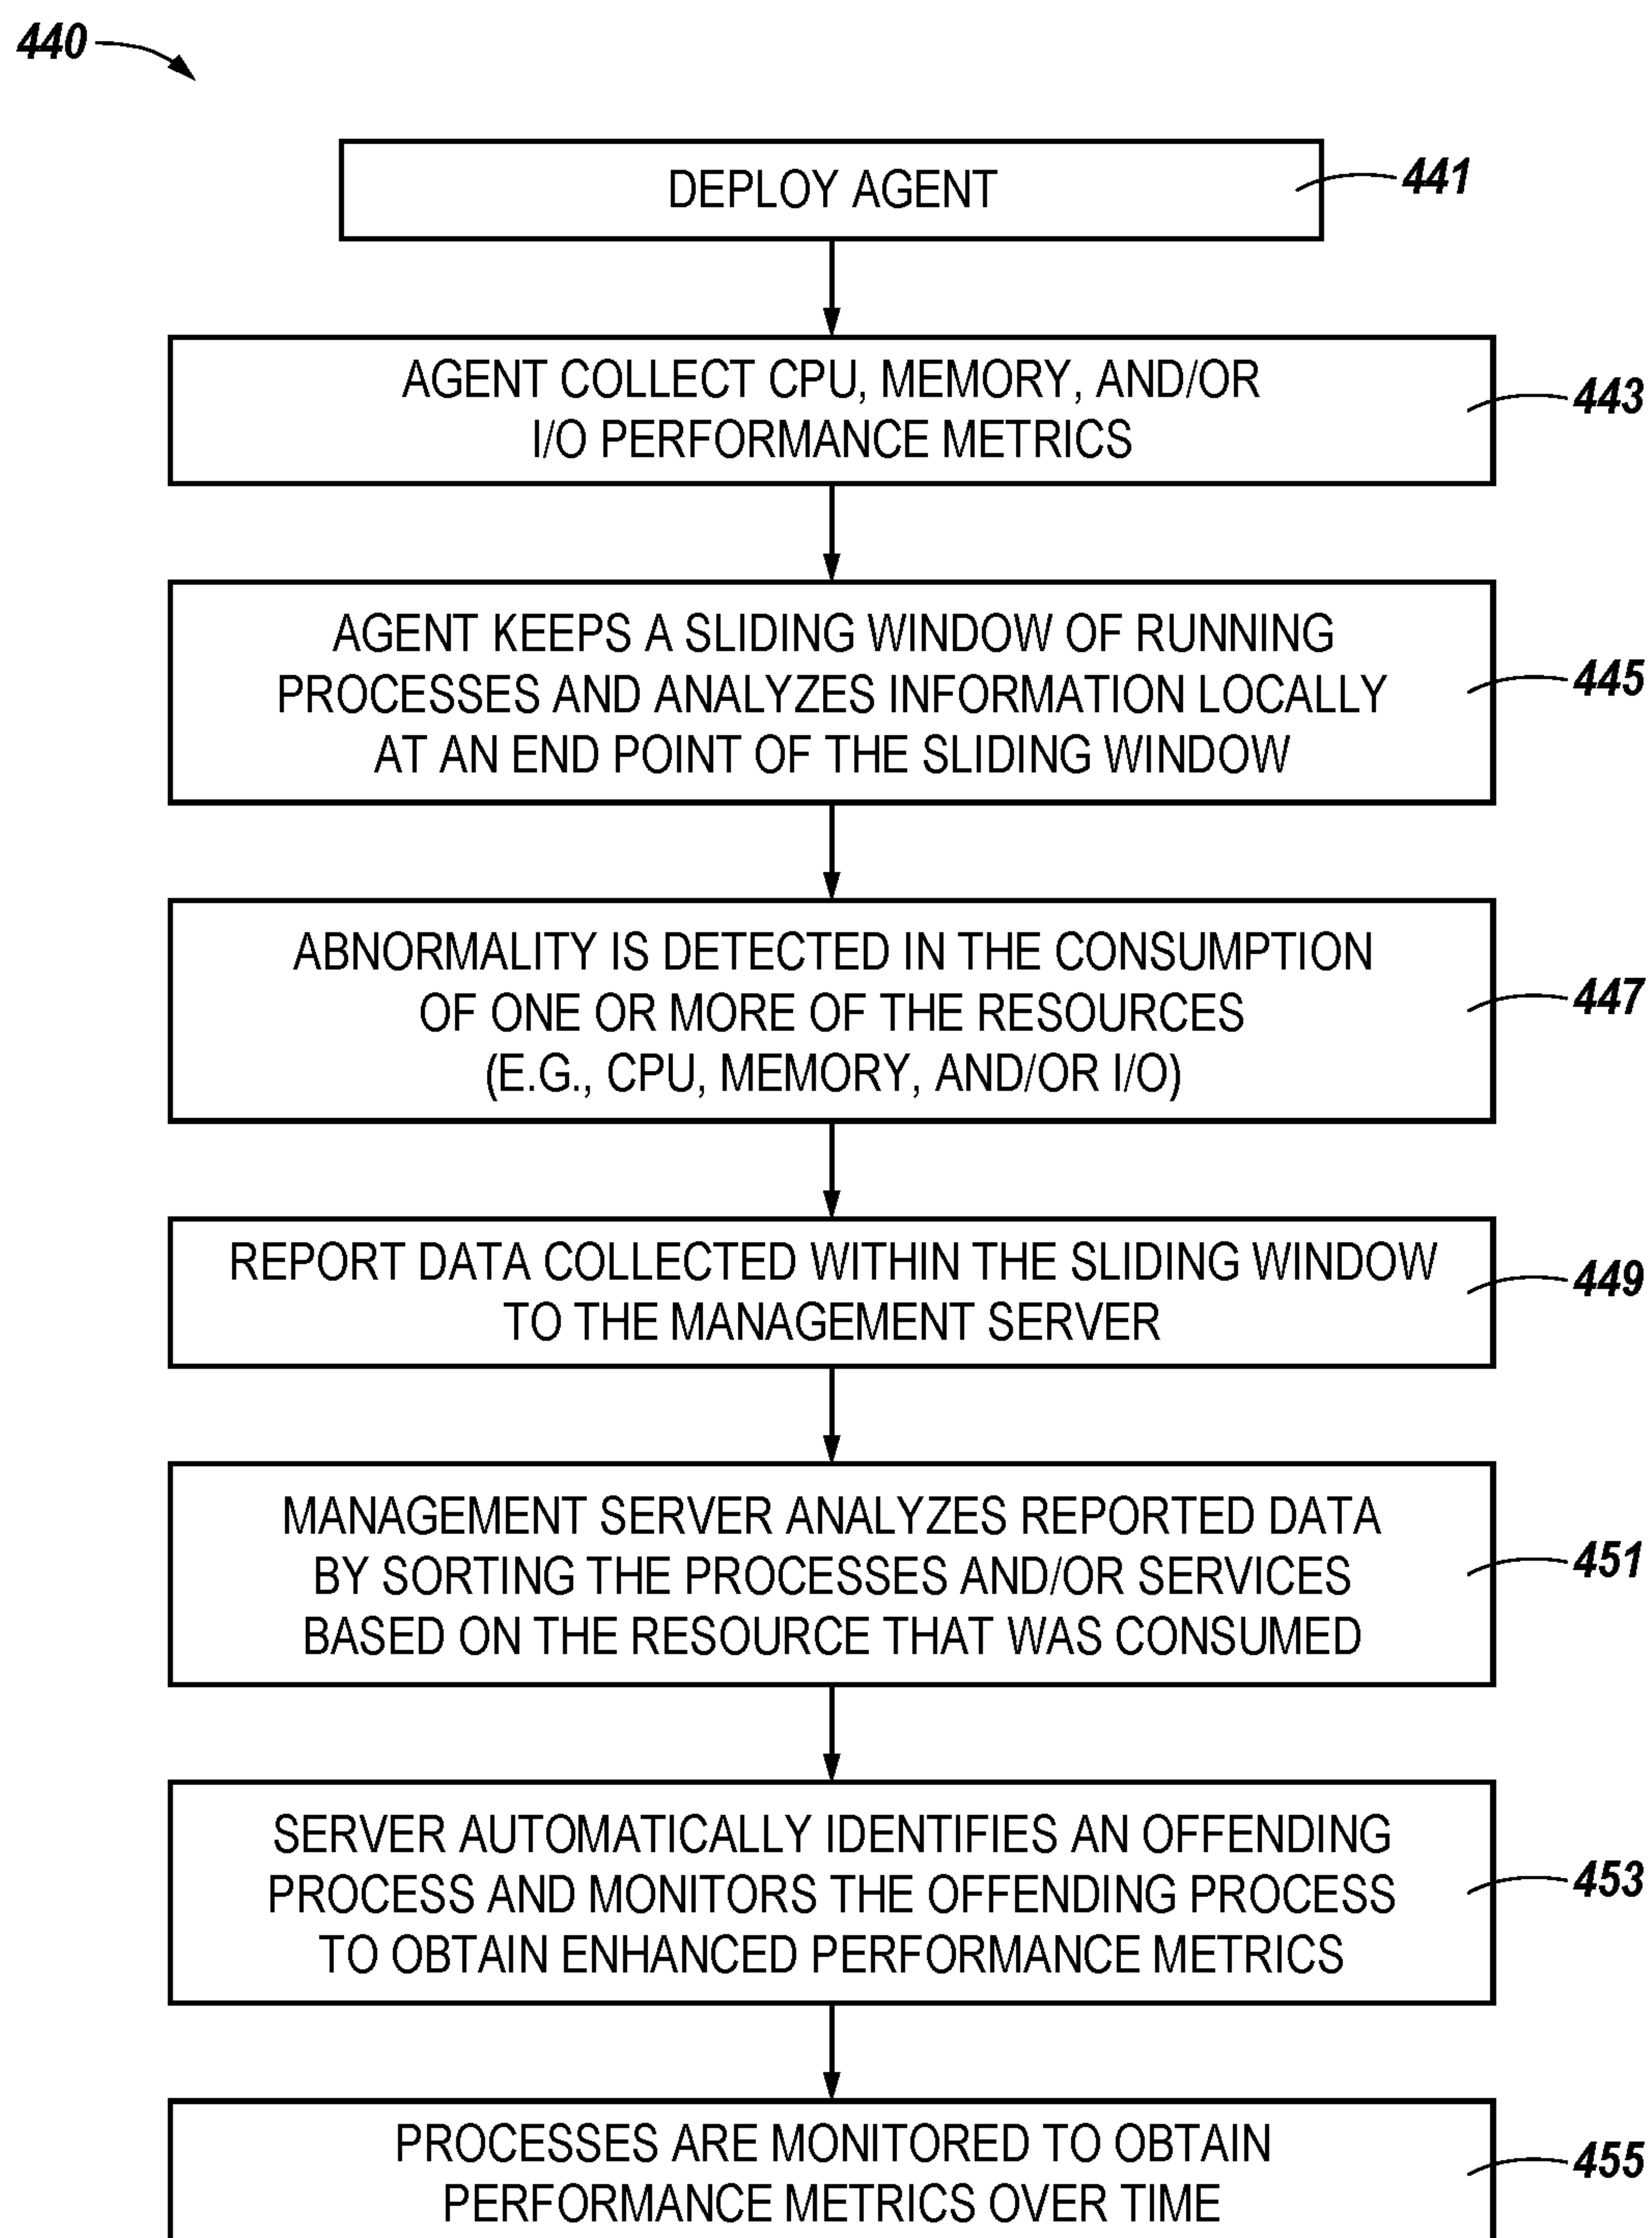 440
DEPLOY AGENT
441
AGENT COLLECT CPU, MEMORY, AND/OR
I/O PERFORMANCE METRICS
443
AGENT KEEPS A SLIDING WINDOW OF RUNNING
PROCESSES AND ANALYZES INFORMATION LOCALLY
AT AN END POINT OF THE SLIDING WINDOW
445
ABNORMALITY IS DETECTED IN THE CONSUMPTION
OF ONE OR MORE OF THE RESOURCES
(E.G., CPU, MEMORY, AND/OR I/O)
447
REPORT DATA COLLECTED WITHIN THE SLIDING WINDOW
TO THE MANAGEMENT SERVER
449
MANAGEMENT SERVER ANALYZES REPORTED DATA
BY SORTING THE PROCESSES AND/OR SERVICES
BASED ON THE RESOURCE THAT WAS CONSUMED
451
SERVER AUTOMATICALLY IDENTIFIES AN OFFENDING
PROCESS AND MONITORS THE OFFENDING PROCESS
TO OBTAIN ENHANCED PERFORMANCE METRICS
453
PROCESSES ARE MONITORED TO OBTAIN
PERFORMANCE METRICS OVER TIME
455